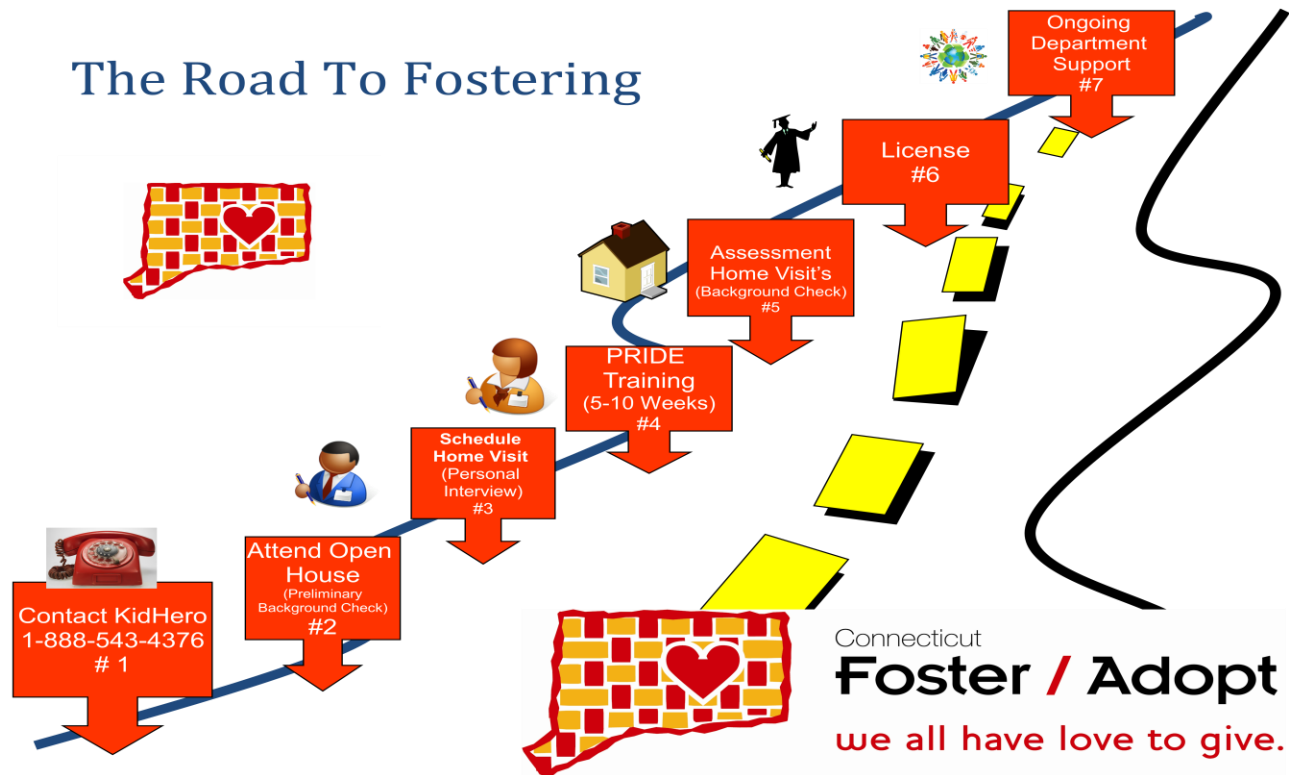 The Road To Fostering
Contact KidHero
1-888-543-4376
# 1
Attend Open
House
(Preliminary
Background Check)
#2
Schedule
Home Visit
(Personal
Interview)
#3
PRIDE
Training
(5-10 Weeks)
#4
Assessment
Home Visit's
(Background Check)
#5
License
#6
Ongoing
Department
Support
#7
Connecticut
Foster / Adopt
we all have love to give.